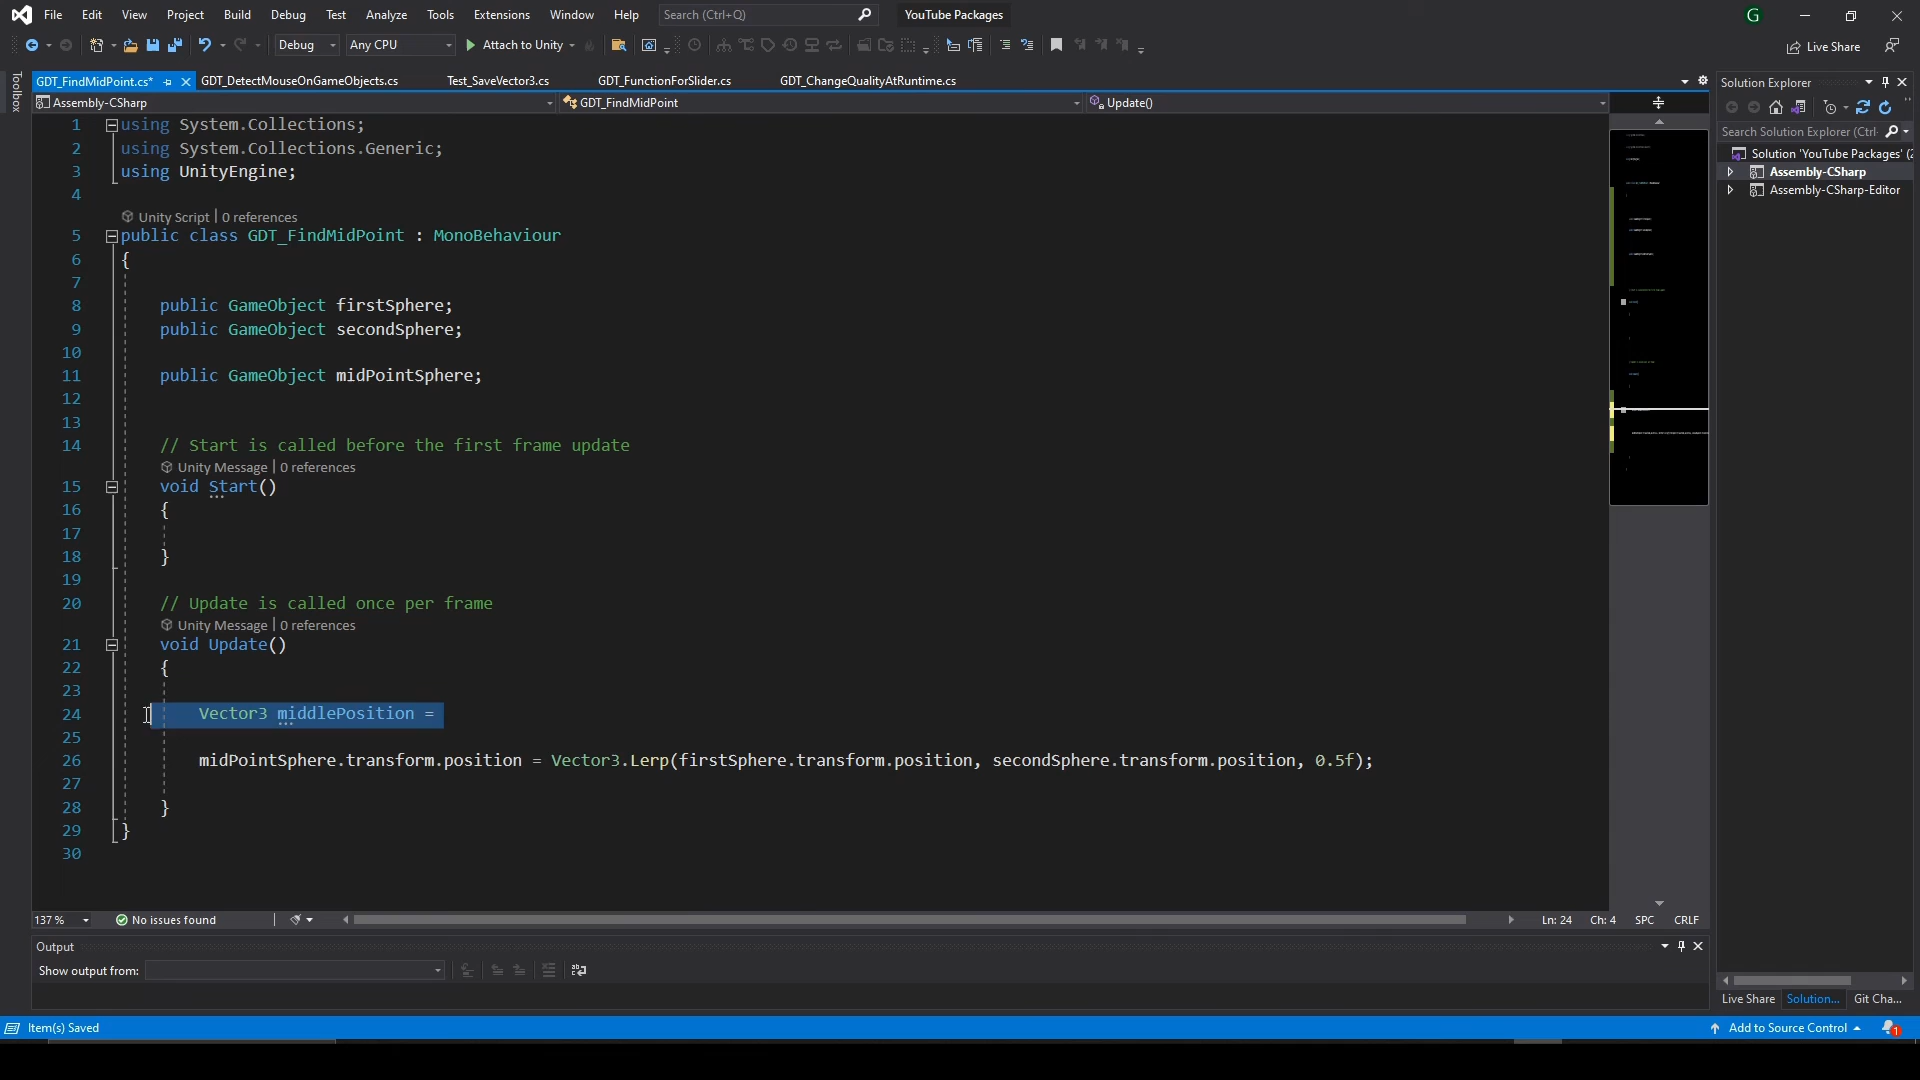 File Edit View Project Build Debug Test Analyze Tools Extensions Window Help Search (Ctrl+Q) YouTube Packages G
Debug Any CPU Attach to Unity Live Share
Toolbox
GDT_FindMidPoint.cs* GDT_DetectMouseOnGameObjects.cs Test_SaveVector3.cs GDT_FunctionForSlider.cs GDT_ChangeQualityAtRuntime.cs
Assembly-CSharp GDT_FindMidPoint Update()
1 using System.Collections;
2 using System.Collections.Generic;
3 using UnityEngine;
4
Unity Script | 0 references
5 public class GDT_FindMidPoint : MonoBehaviour
6 {
7
8 public GameObject firstSphere;
9 public GameObject secondSphere;
10
11 public GameObject midPointSphere;
12
13
14 // Start is called before the first frame update
Unity Message | 0 references
15 void Start()
16 {
17
18 }
19
20 // Update is called once per frame
Unity Message | 0 references
21 void Update()
22 {
23
24 Vector3 middlePosition =
25
26 midPointSphere.transform.position = Vector3.Lerp(firstSphere.transform.position, secondSphere.transform.position, 0.5f);
27
28 }
29 }
30
137 % No issues found Ln: 24 Ch: 4 SPC CRLF
Output
Show output from:
Solution Explorer
Search Solution Explorer (Ctrl
Solution 'YouTube Packages' (2
Assembly-CSharp
Assembly-CSharp-Editor
Live Share Solution... Git Cha...
Item(s) Saved Add to Source Control 1